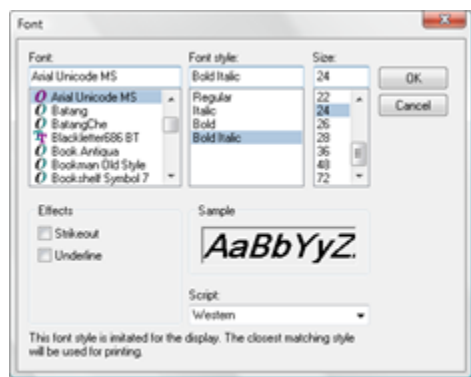 Font
Font:
Arial Unicode MS
Arial Unicode MS
Batang
BatangChe
Blackletter686 BT
Book Antiqua
Bookman Old Style
Bookshelf Symbol 7
Font style:
Bold Italic
Regular
Italic
Bold
Bold Italic
Size:
24
22
24
26
28
36
48
72
OK
Cancel
Effects
Strikeout
Underline
Sample
AaBbYyZ
Script:
Western
This font style is imitated for the display. The closest matching style
will be used for printing.